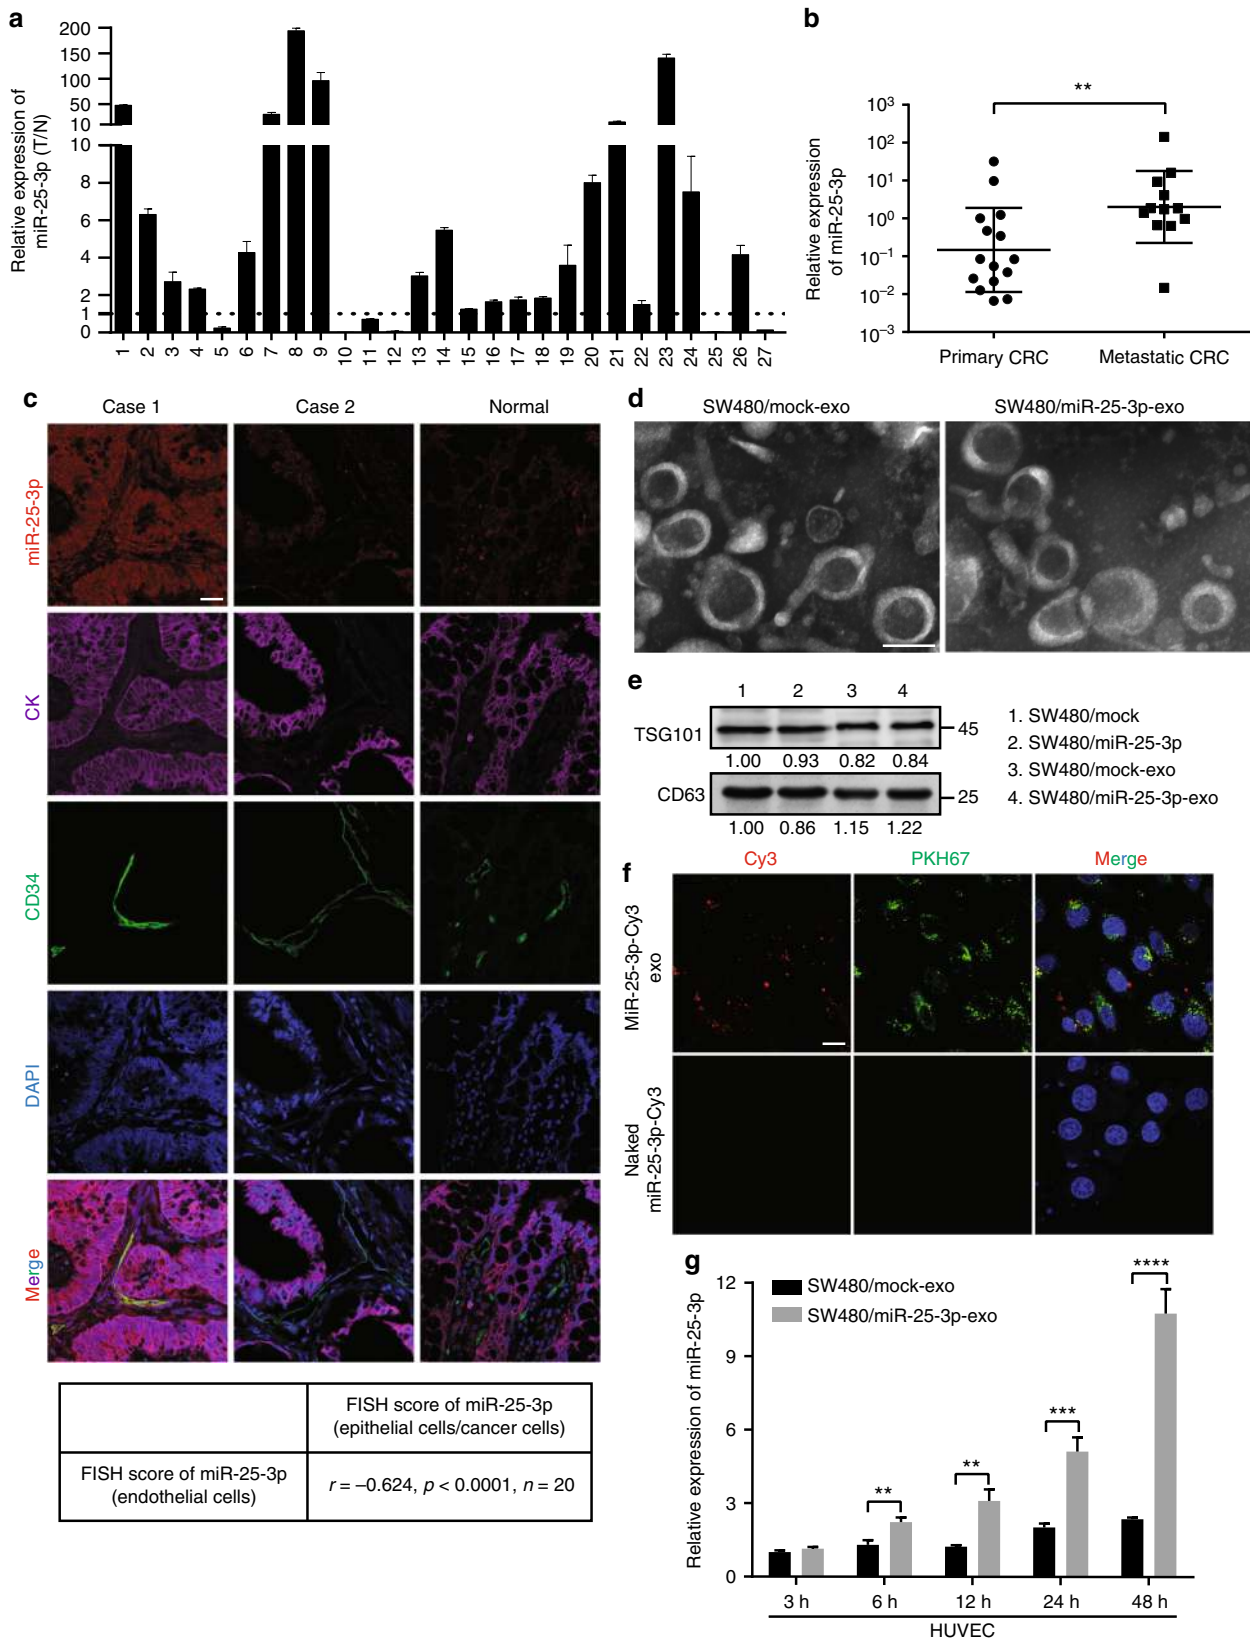 a
Relative expression of
miR-25-3p (T/N)
200
150
100
50
10
10
8
6
4
2
1
0
1 2 3 4 5 6 7 8 9 10 11 12 13 14 15 16 17 18 19 20 21 22 23 24 25 26 27
b
**
Relative expression
of miR-25-3p
10³
10²
10¹
10⁰
10⁻¹
10⁻²
10⁻³
Primary CRC Metastatic CRC
c
Case 1 Case 2 Normal
miR-25-3p
CK
CD34
DAPI
Merge
FISH score of miR-25-3p
(epithelial cells/cancer cells)
FISH score of miR-25-3p
(endothelial cells)
r = –0.624, p < 0.0001, n = 20
d
SW480/mock-exo SW480/miR-25-3p-exo
e
1 2 3 4
TSG101
45
1.00 0.93 0.82 0.84
CD63
25
1.00 0.86 1.15 1.22
1. SW480/mock
2. SW480/miR-25-3p
3. SW480/mock-exo
4. SW480/miR-25-3p-exo
f
Cy3 PKH67 Merge
MiR-25-3p-Cy3
exo
Naked
miR-25-3p-Cy3
g
SW480/mock-exo
SW480/miR-25-3p-exo
Relative expression of miR-25-3p
12
9
6
3
0
** ** *** ****
3 h 6 h 12 h 24 h 48 h
HUVEC